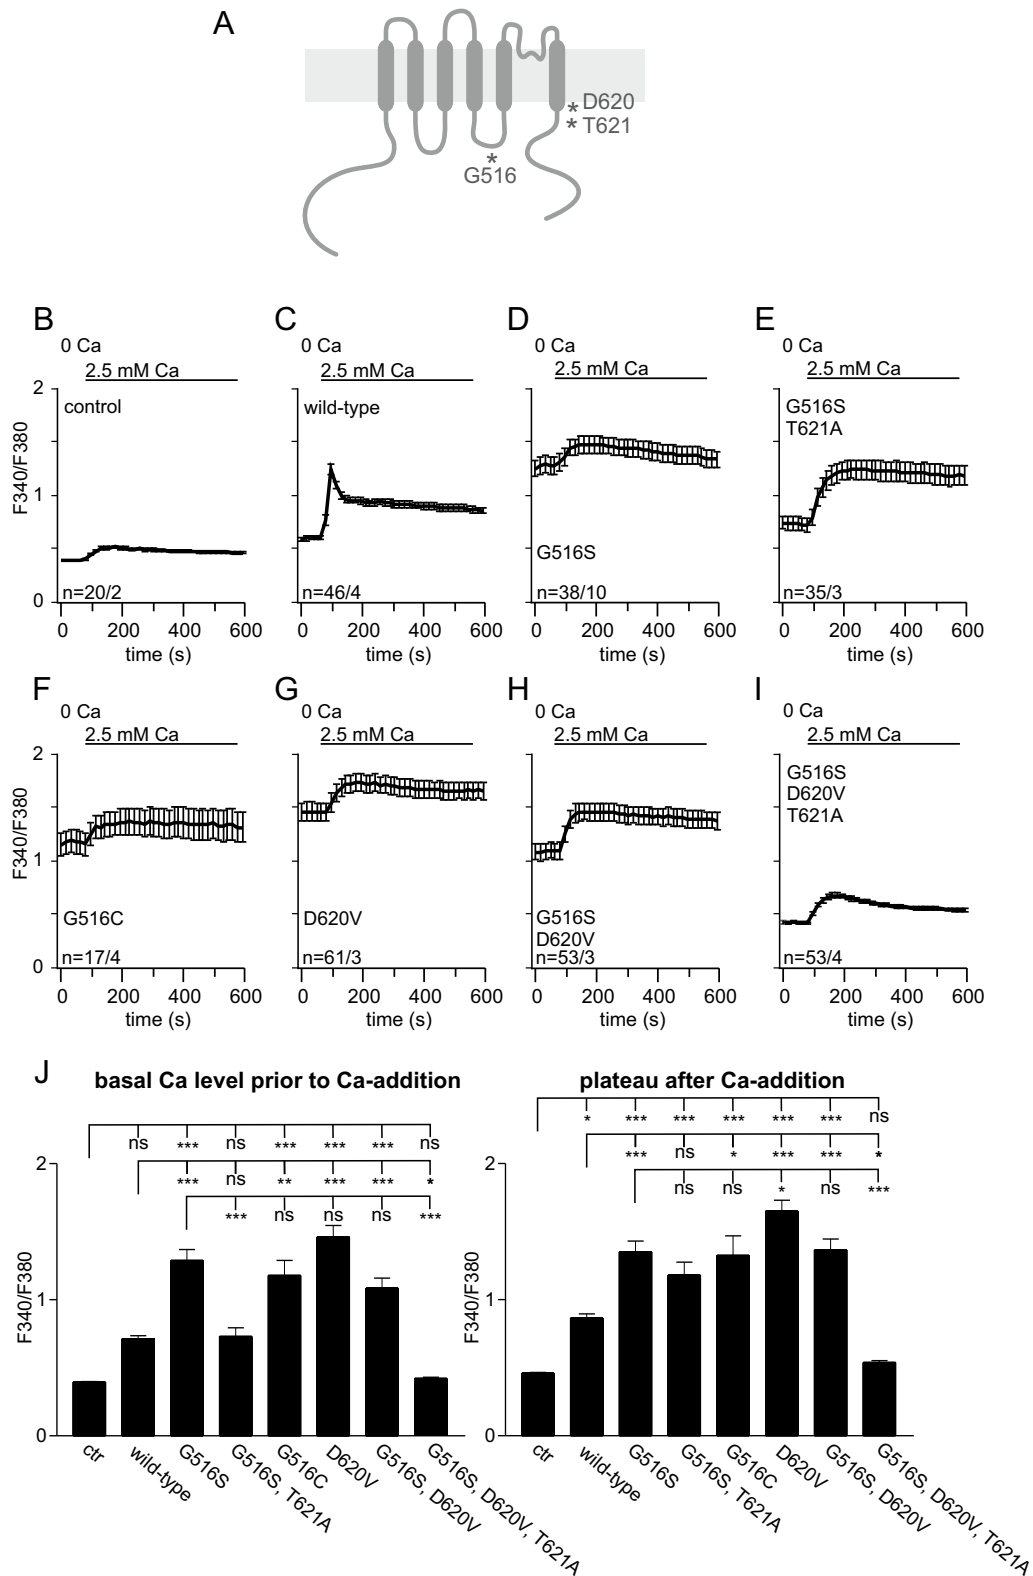 A
* D620
* T621
*
G516
B
0 Ca
2.5 mM Ca
control
n=20/2
C
0 Ca
2.5 mM Ca
wild-type
n=46/4
D
0 Ca
2.5 mM Ca
G516S
n=38/10
E
0 Ca
2.5 mM Ca
G516S
T621A
n=35/3
F340/F380
2
1
0
0 200 400 600
time (s)
0 200 400 600
time (s)
0 200 400 600
time (s)
0 200 400 600
time (s)
F
0 Ca
2.5 mM Ca
G516C
n=17/4
G
0 Ca
2.5 mM Ca
D620V
n=61/3
H
0 Ca
2.5 mM Ca
G516S
D620V
n=53/3
I
0 Ca
2.5 mM Ca
G516S
D620V
T621A
n=53/4
F340/F380
2
1
0
0 200 400 600
time (s)
0 200 400 600
time (s)
0 200 400 600
time (s)
0 200 400 600
time (s)
J
basal Ca level prior to Ca-addition
ns *** ns *** *** *** ns
*** ns ** *** *** *
*** ns ns ns ***
F340/F380
2
1
0
ctr
wild-type
G516S
G516S, T621A
G516C
D620V
G516S, D620V
G516S, D620V, T621A
plateau after Ca-addition
* *** *** *** *** *** ns
*** ns * *** *** *
ns ns * ns ***
F340/F380
2
1
0
ctr
wild-type
G516S
G516S, T621A
G516C
D620V
G516S, D620V
G516S, D620V, T621A